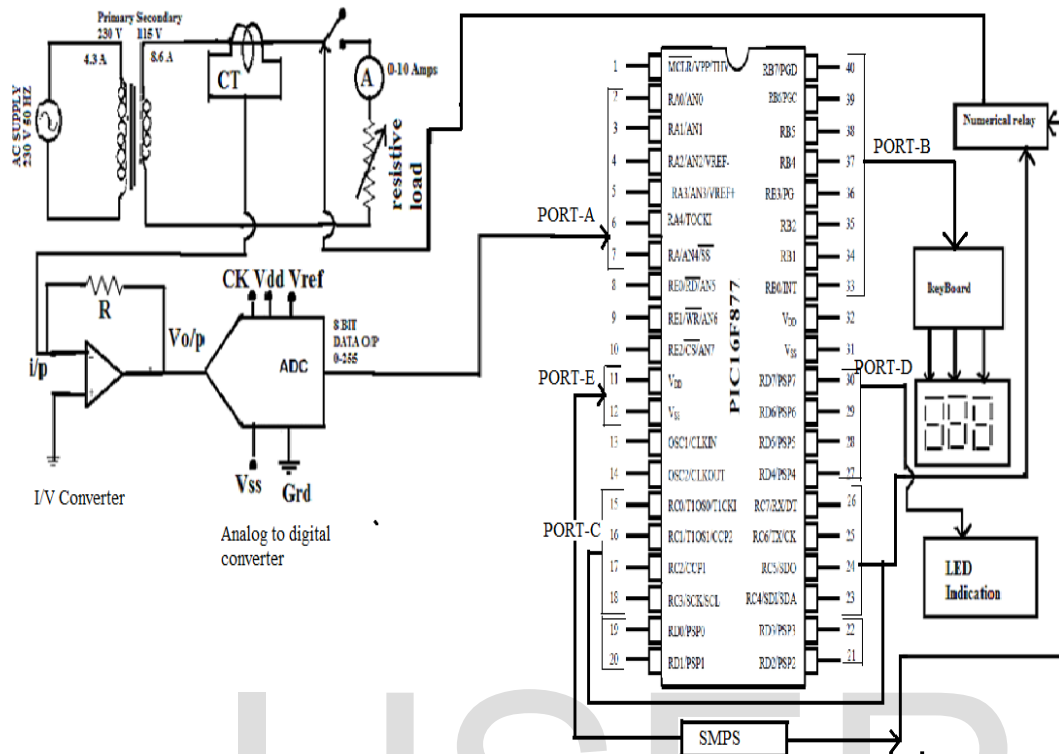 Primary Secondary
230 V 115 V
4.3 A 8.6 A
AC SUPPLY
230 V 50 HZ
CT
A
0-10 Amps
resistive
load
R
i/p
Vo/p
-
+
I/V Converter
CK Vdd Vref
ADC
8 BIT
DATA O/P
0-255
Vss
Grd
Analog to digital
converter
PORT-A
PORT-E
PORT-C
PIC16F877
1 MCLR/VPP/THV RB7/PGD 40
2 RA0/AN0 RB6/PGC 39
3 RA1/AN1 RB5 38
4 RA2/AN2/VREF- RB4 37
5 RA3/AN3/VREF+ RB3/PG 36
6 RA4/TOCKI RB2 35
7 RA/AN4/SS RB1 34
8 RE0/RD/AN5 RB0/INT 33
9 RE1/WR/AN6 VDD 32
10 RE2/CS/AN7 VSS 31
11 VDD RD7/PSP7 30
12 VSS RD6/PSP6 29
13 OSC1/CLKIN RD5/PSP5 28
14 OSC2/CLKOUT RD4/PSP4 27
15 RC0/T1OS0/T1CKI RC7/RX/DT 26
16 RC1/T1OS1/CCP2 RC6/TX/CK 25
17 RC2/CCP1 RC5/SDO 24
18 RC3/SCK/SCL RC4/SDI/SDA 23
19 RD0/PSP0 RD3/PSP3 22
20 RD1/PSP1 RD2/PSP2 21
PORT-B
PORT-D
Numerical relay
keyBoard
888
LED
Indication
SMPS